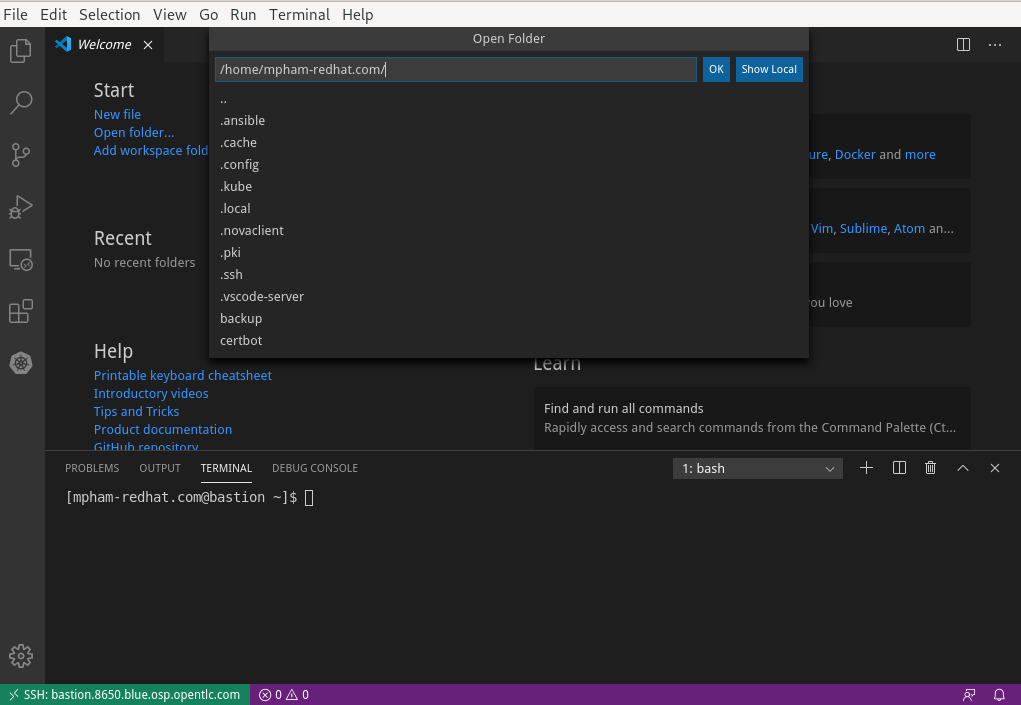 File Edit Selection View Go Run Terminal Help
Welcome
Open Folder
/home/mpham-redhat.com/
OK
Show Local
..
.ansible
.cache
.config
.kube
.local
.novaclient
.pki
.ssh
.vscode-server
backup
certbot
Start
New file
Open folder...
Add workspace fold
Recent
No recent forders
Help
Printable keyboard cheatsheet
Introductory videos
Tips and Tricks
Product documentation
GitHub repository
ure, Docker and more
Vim, Sublime, Atom an...
you love
Learn
Find and run all commands
Rapidly access and search commands from the Command Palette (Ct...
PROBLEMS OUTPUT TERMINAL DEBUG CONSOLE
1: bash
[mpham-redhat.com@bastion ~]$
SSH: bastion.8650.blue.osp.opentlc.com
0 0